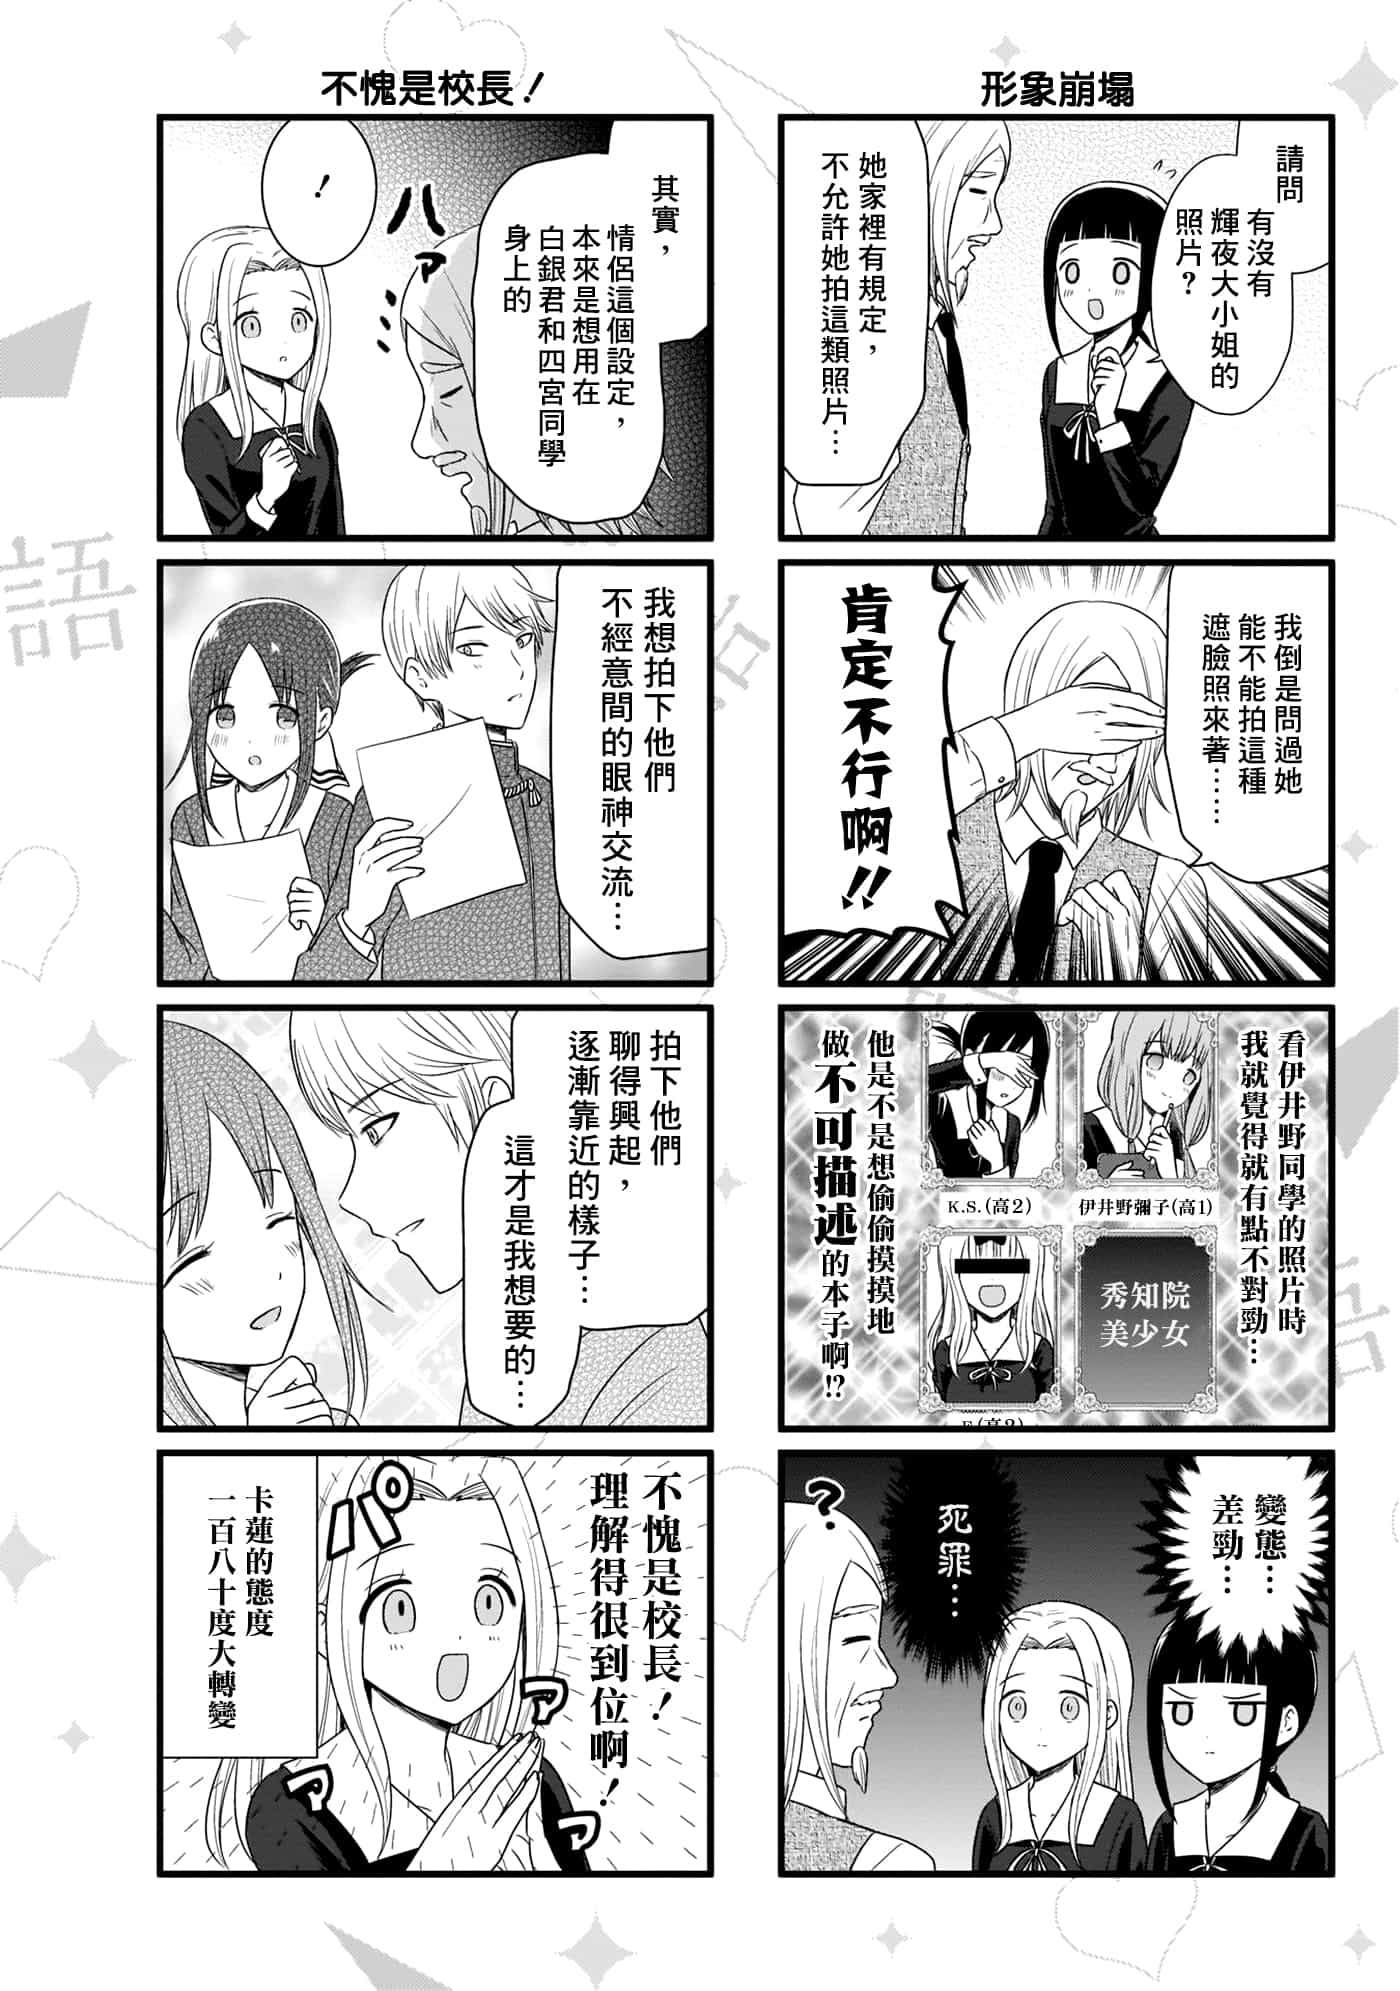 形象崩塌
請問
有沒有
輝夜大小姐的
照片?
她家裡有規定,
不允許她拍這類照片…
我倒是問過她
能不能拍這種
遮臉照來著……
肯定不行啊!!
看伊井野同學的照片時
我就覺得就有點不對勁…
伊井野彌子(高1)
K.S.(高2)
秀知院
美少女
F.(高2)
他是不是想偷偷摸摸地
做不可描述的本子啊!?
變態…
差勁…
死罪…
?
不愧是校長!
其實,
情侶這個設定,
本來是想用在
白銀君和四宮同學
身上的
ハァ…
!
我想拍下他們
不經意間的眼神交流…
拍下他們
聊得興起,
逐漸靠近的樣子…
這才是我想要的…
不愧是校長!
理解得很到位啊!
パァァァ
卡蓮的態度
一百八十度大轉變
語